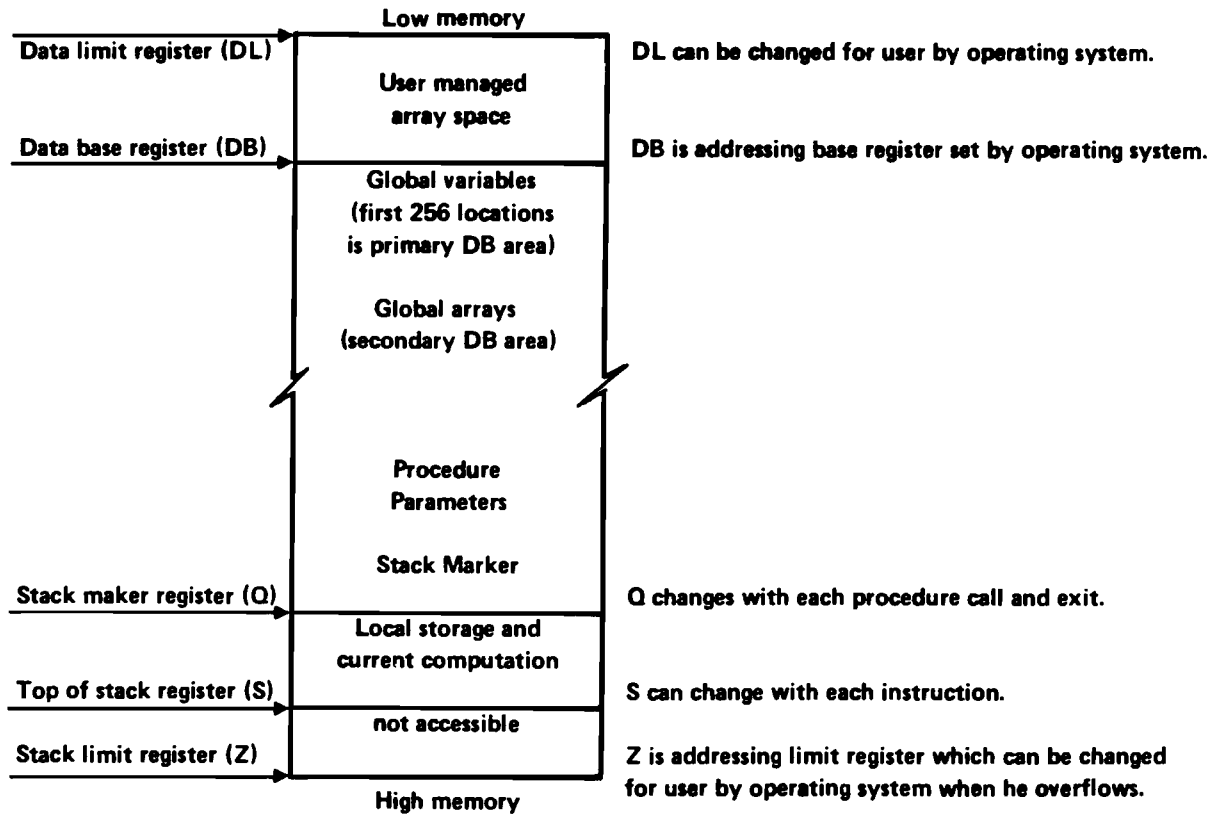 Low memory
Data limit register (DL)
DL can be changed for user by operating system.
User managed
array space
Data base register (DB)
DB is addressing base register set by operating system.
Global variables
(first 256 locations
is primary DB area)
Global arrays
(secondary DB area)
Procedure
Parameters
Stack Marker
Stack maker register (Q)
Q changes with each procedure call and exit.
Local storage and
current computation
Top of stack register (S)
S can change with each instruction.
not accessible
Stack limit register (Z)
Z is addressing limit register which can be changed
for user by operating system when he overflows.
High memory